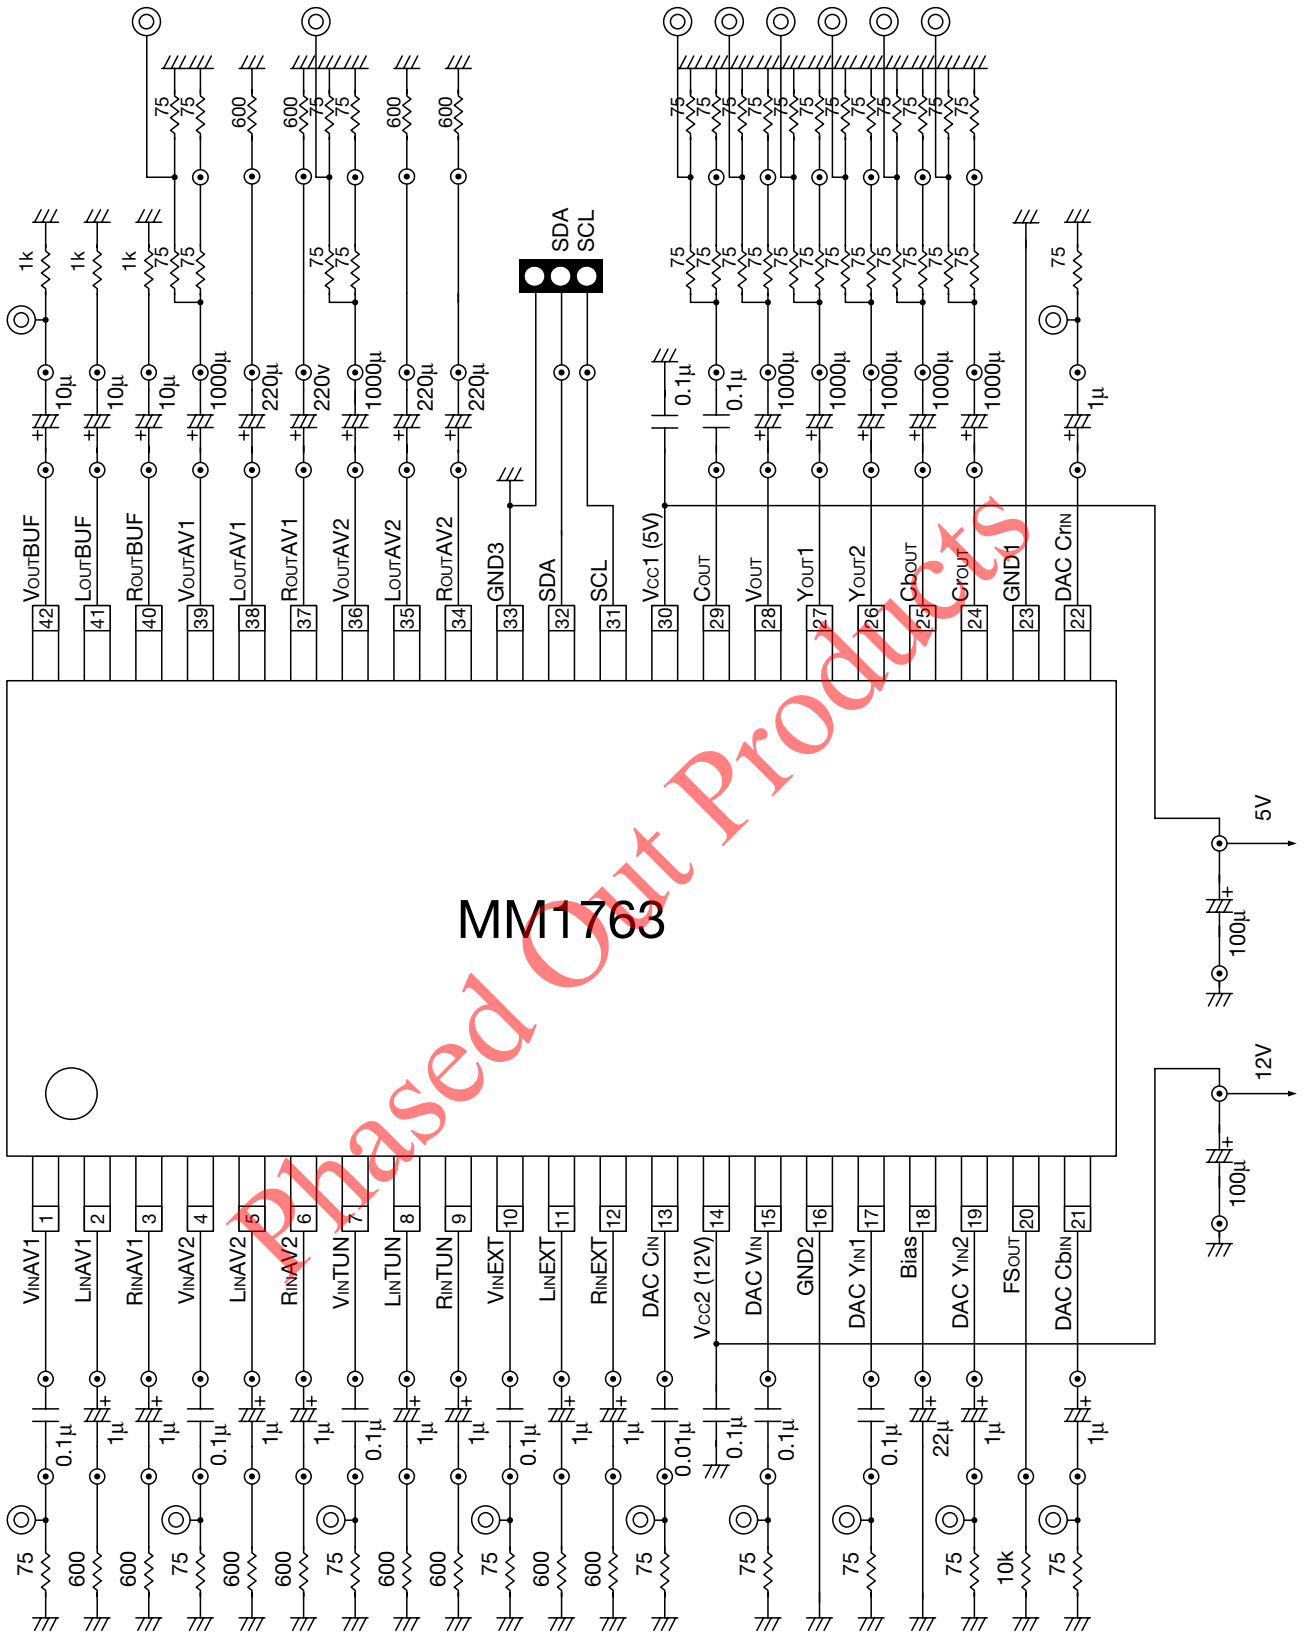 75 75 600 600 75 75 600 600
75 75 75 75 75 75 75 75 75 75 75 75
1k 1k 1k 75 75 75 75
SDA
SCL
75 75 75 75 75 75 75 75 75 75 75 75 75
10μ 10μ 10μ 1000μ 220μ 220v 1000μ 220μ 220μ
0.1μ 0.1μ 1000μ 1000μ 1000μ 1000μ 1000μ 1μ
+ + + + + + + + + + + + + + +
VOUTBUF
LOUTBUF
ROUTBUF
VOUTAV1
LOUTAV1
ROUTAV1
VOUTAV2
LOUTAV2
ROUTAV2
GND3
SDA
SCL
Vcc1 (5V)
COUT
VOUT
YOUT1
YOUT2
CbOUT
CrOUT
GND1
DAC CrIN
42 41 40 39 38 37 36 35 34 33 32 31 30 29 28 27 26 25 24 23 22
MM1763
Phased Out Products
5V
+
100μ
12V
+
100μ
1 2 3 4 5 6 7 8 9 10 11 12 13 14 15 16 17 18 19 20 21
VINAV1
LINAV1
RINAV1
VINAV2
LINAV2
RINAV2
VINTUN
LINTUN
RINTUN
VINEXT
LINEXT
RINEXT
DAC CIN
Vcc2 (12V)
DAC VIN
GND2
DAC YIN1
Bias
DAC YIN2
FSOUT
DAC CbIN
+ + + + + + + + + + +
0.1μ 1μ 1μ 0.1μ 1μ 1μ 0.1μ 1μ 1μ 0.1μ 1μ 1μ 0.01μ 0.1μ 0.1μ 0.1μ 22μ 1μ 1μ
75 600 600 75 600 600 75 600 600 75 600 600 75 75 75 75 10k 75